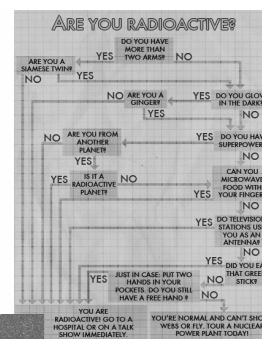 ARE YOU RADIOACTIVE?
DO YOU HAVE
MORE THAN
TWO ARMS?
YES
NO
ARE YOU A
SIAMESE TWIN?
NO
YES
NO
ARE YOU A
GINGER?
YES
YES
DO YOU GLOW
IN THE DARK?
NO
NO
ARE YOU FROM
ANOTHER
PLANET?
YES
YES
DO YOU HAVE
SUPERPOWER
NO
YES
IS IT A
RADIOACTIVE
PLANET?
NO
CAN YOU
MICROWAVE
FOOD WITH
YOUR FINGER
YES
NO
YES
DO TELEVISION
STATIONS USE
YOU AS AN
ANTENNA?
NO
YES
JUST IN CASE: PUT TWO
HANDS IN YOUR
POCKETS. DO YOU STILL
HAVE A FREE HAND ?
NO
YES
DID YOU EA
THAT GREE
STICK?
NO
YOU ARE
RADIOACTIVE! GO TO A
HOSPITAL OR ON A TALK
SHOW IMMEDIATELY.
YOU'RE NORMAL AND CAN'T SHO
WEBS OR FLY. TOUR A NUCLEAR
POWER PLANT TODAY!